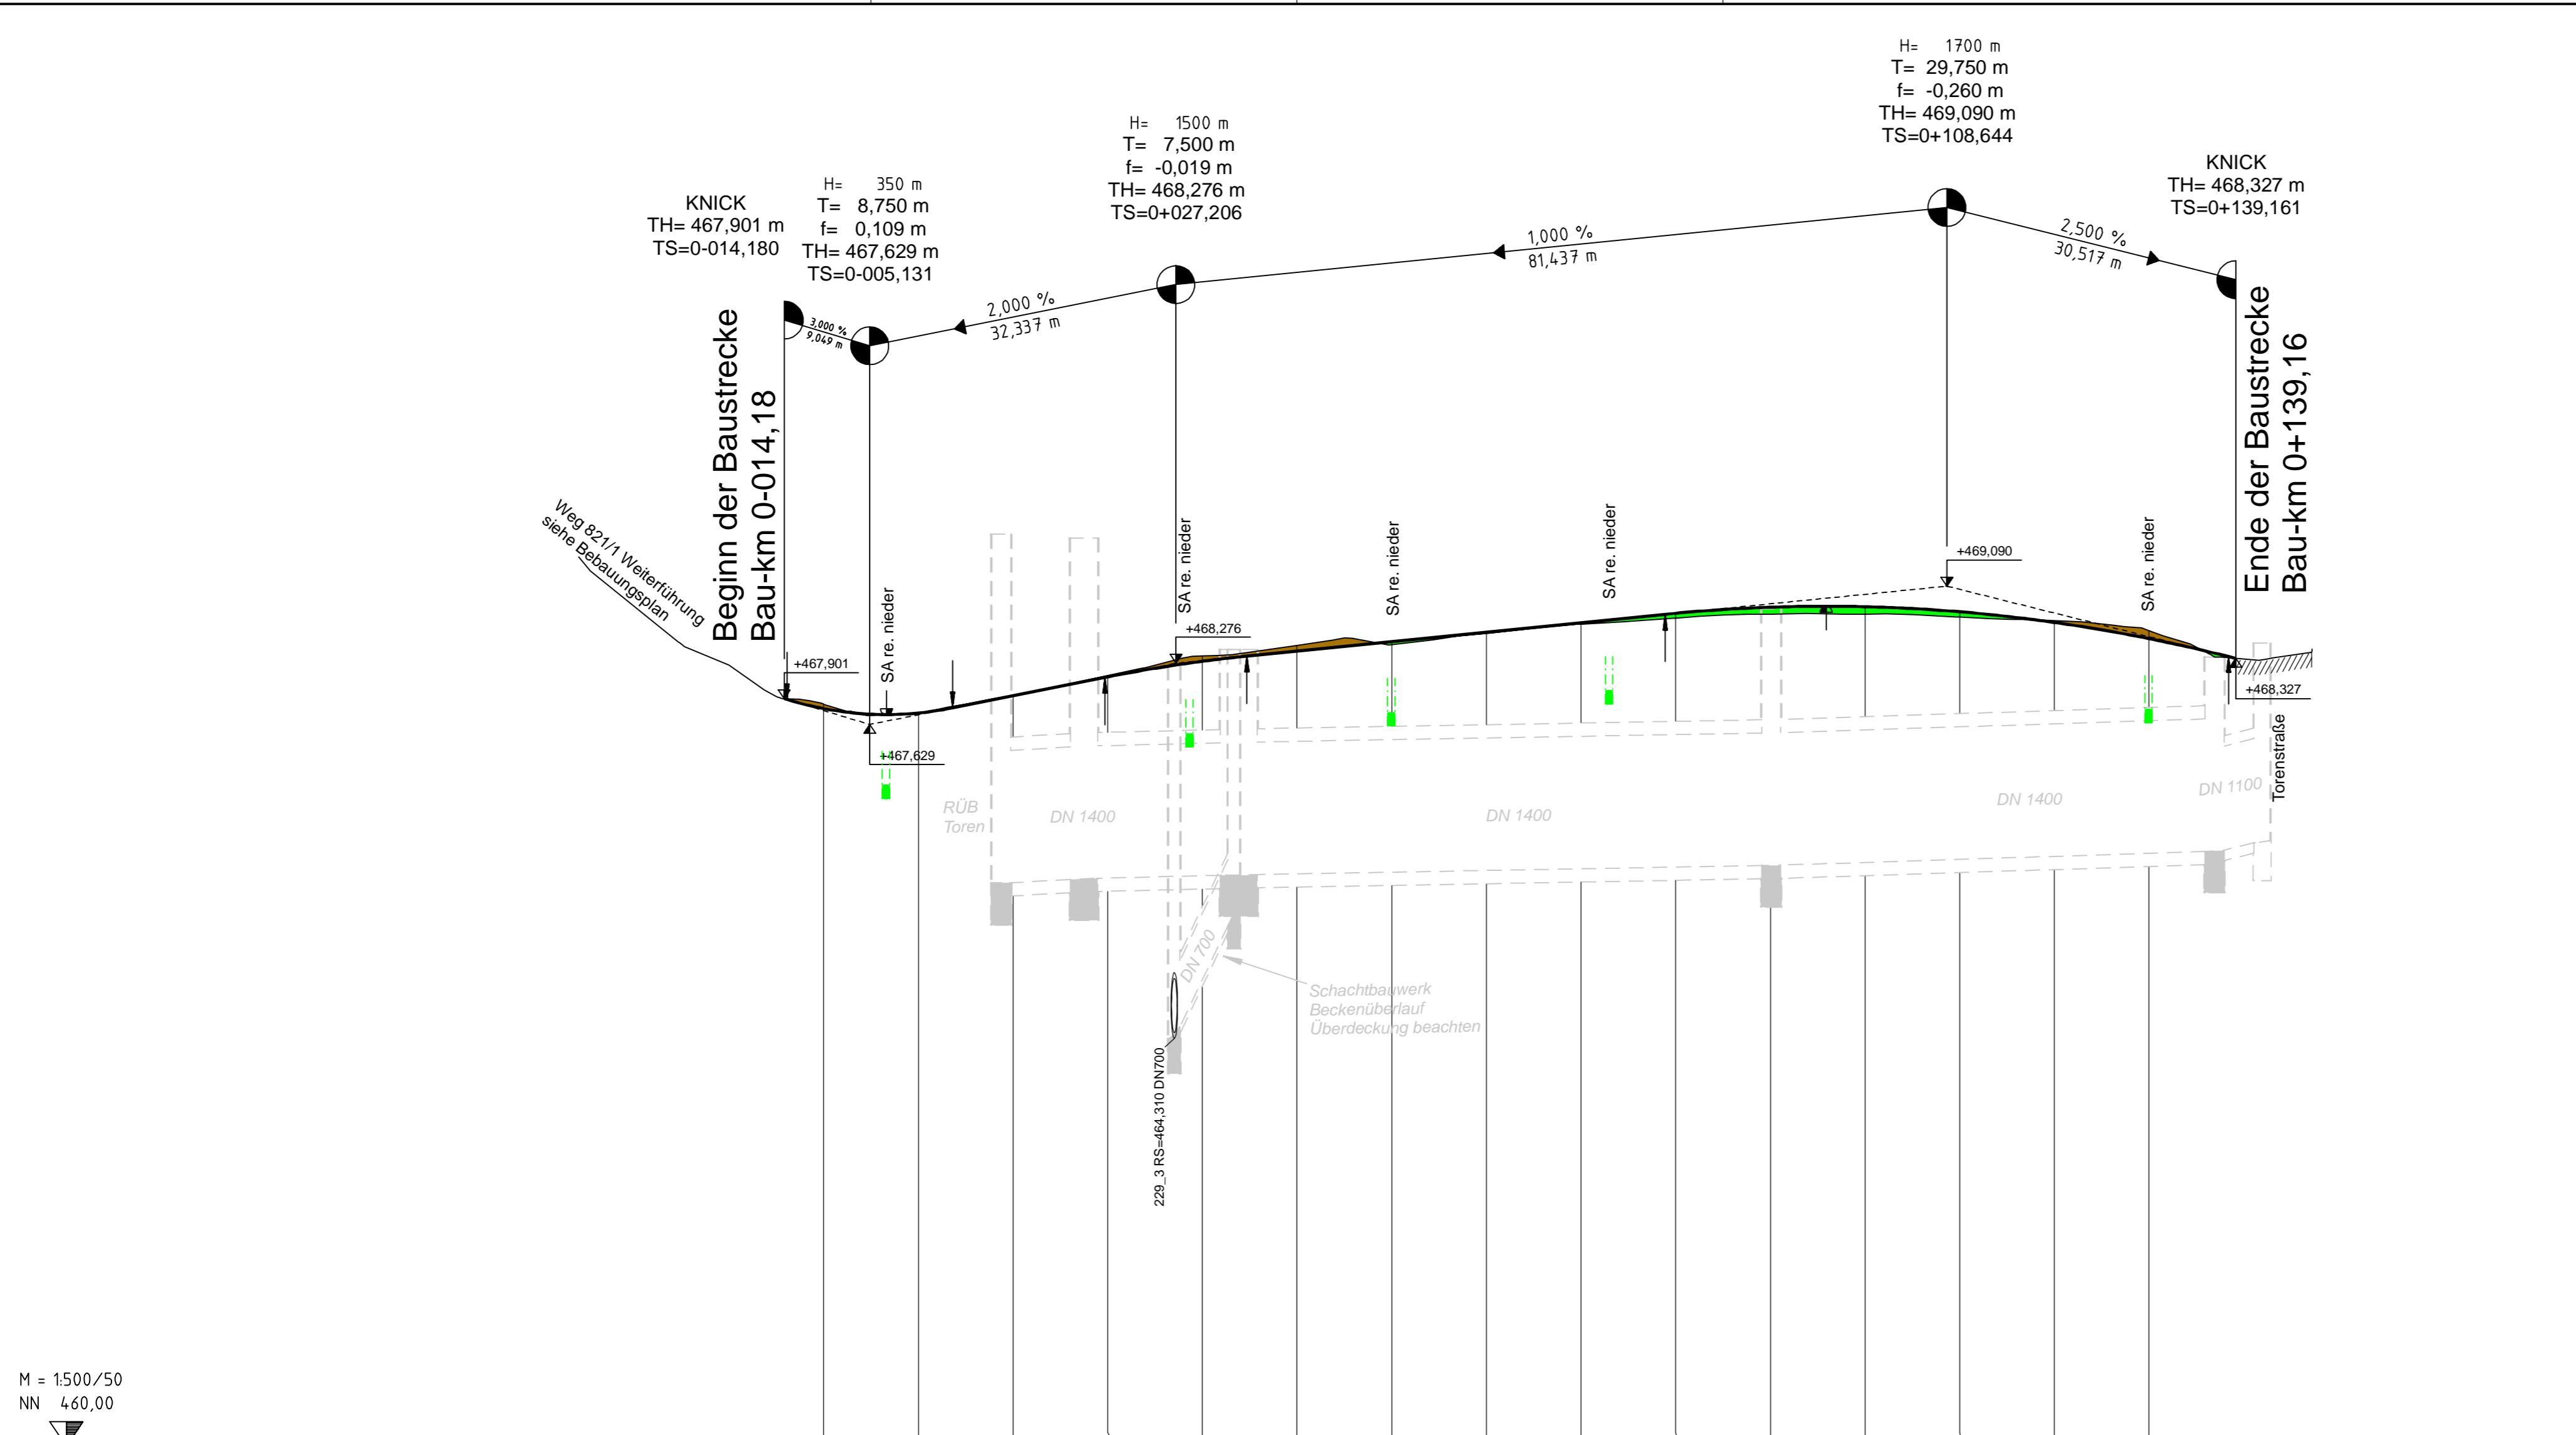 H= 1700 m
T= 29,750 m
f= -0,260 m
TH= 469,090 m
TS=0+108,644
H= 1500 m
T= 7,500 m
f= -0,019 m
TH= 468,276 m
TS=0+027,206
KNICK
TH= 468,327 m
TS=0+139,161
H= 350 m
T= 8,750 m
f= 0,109 m
TH= 467,629 m
TS=0-005,131
KNICK
TH= 467,901 m
TS=0-014,180
3,000 %
9,049 m
2,000 %
32,337 m
1,000 %
81,437 m
2,500 %
30,517 m
Beginn der Baustrecke
Bau-km 0-014,18
Ende der Baustrecke
Bau-km 0+139,16
Weg 821/1 Weiterführung
siehe Bebauungsplan
SA re. nieder
SA re. nieder
SA re. nieder
SA re. nieder
SA re. nieder
+467,901
+467,629
+468,276
+469,090
+468,327
Torenstraße
RÜB
Toren
DN 1400
DN 1400
DN 1400
DN 1100
DN 700
Schachtbauwerk
Beckenüberlauf
Überdeckung beachten
229_3 RS=464,310 DN700
M = 1:500/50
NN 460,00